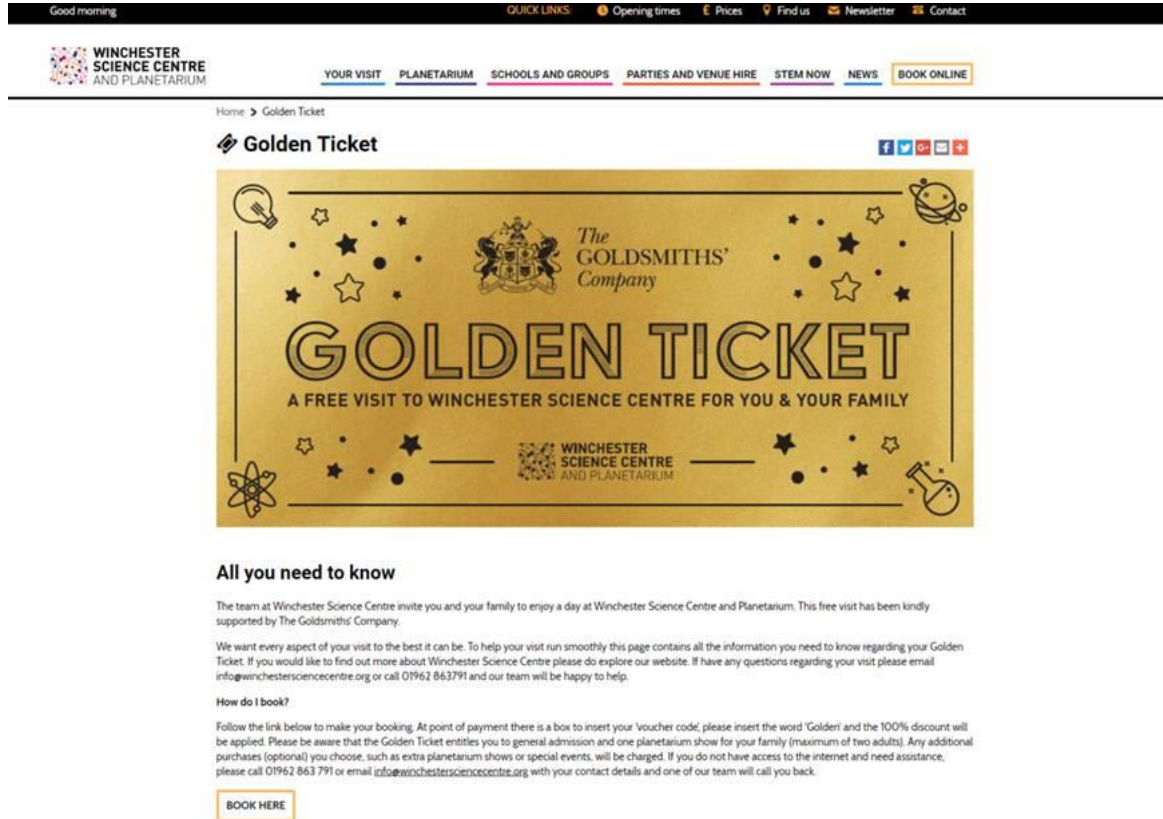 Good morning
QUICK LINKS: Opening times £ Prices Find us Newsletter Contact
WINCHESTER
SCIENCE CENTRE
AND PLANETARIUM
YOUR VISIT PLANETARIUM SCHOOLS AND GROUPS PARTIES AND VENUE HIRE STEM NOW NEWS BOOK ONLINE
Home > Golden Ticket
Golden Ticket
The
GOLDSMITHS'
Company
GOLDEN TICKET
A FREE VISIT TO WINCHESTER SCIENCE CENTRE FOR YOU & YOUR FAMILY
WINCHESTER
SCIENCE CENTRE
AND PLANETARIUM
All you need to know
The team at Winchester Science Centre invite you and your family to enjoy a day at Winchester Science Centre and Planetarium. This free visit has been kindly
supported by The Goldsmiths' Company.
We want every aspect of your visit to the best it can be. To help your visit run smoothly this page contains all the information you need to know regarding your Golden
Ticket. If you would like to find out more about Winchester Science Centre please do explore our website. If have any questions regarding your visit please email
info@winchestersciencecentre.org or call 01962 863791 and our team will be happy to help.
How do I book?
Follow the link below to make your booking. At point of payment there is a box to insert your 'voucher code', please insert the word 'Golden' and the 100% discount will
be applied. Please be aware that the Golden Ticket entitles you to general admission and one planetarium show for your family (maximum of two adults). Any additional
purchases (optional) you choose, such as extra planetarium shows or special events, will be charged. If you do not have access to the internet and need assistance,
please call 01962 863 791 or email info@winchestersciencecentre.org with your contact details and one of our team will call you back.
BOOK HERE